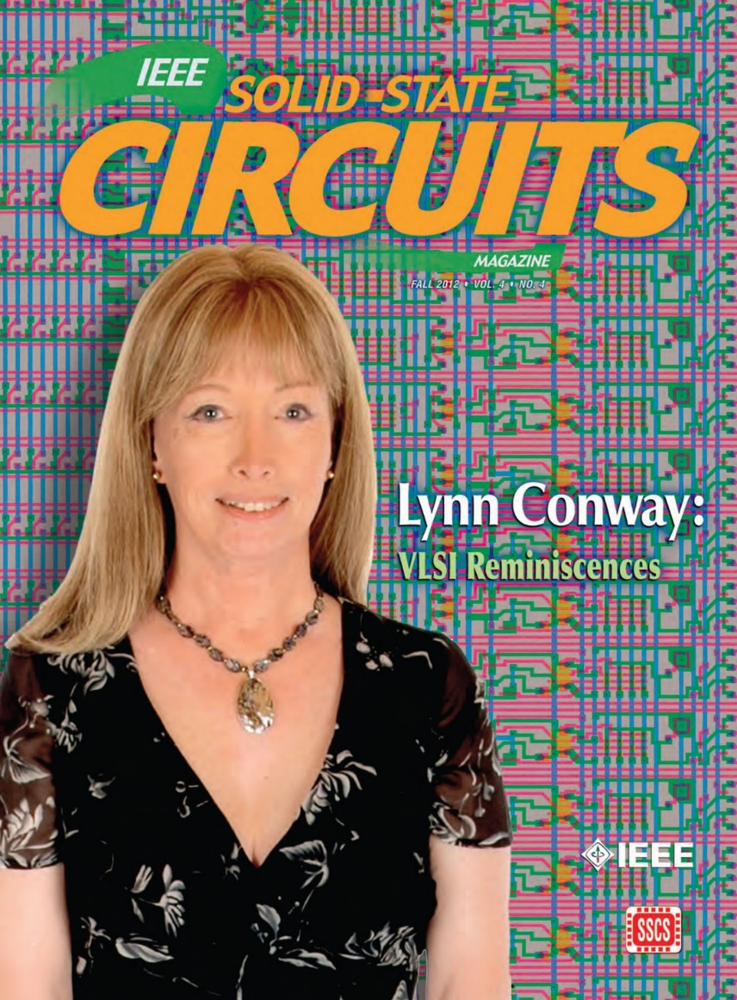 IEEE
SOLID-STATE
CIRCUITS
MAGAZINE
FALL 2012 • VOL. 4 • NO. 4
Lynn Conway:
VLSI Reminiscences
IEEE
SSCS